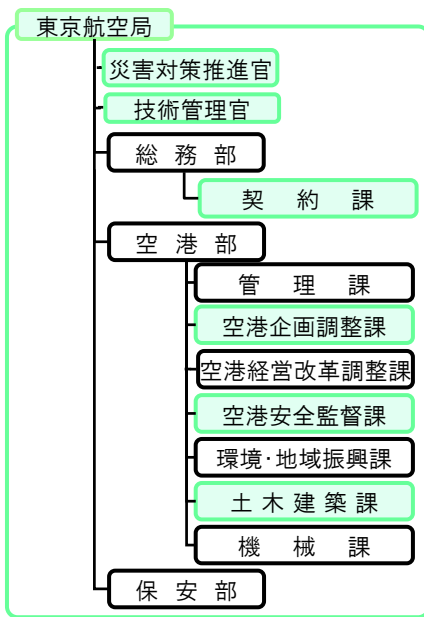 東京航空局
災害対策推進官
技術管理官
総務部
契約課
空港部
管理課
空港企画調整課
空港経営改革調整課
空港安全監督課
環境・地域振興課
土木建築課
機械課
保安部